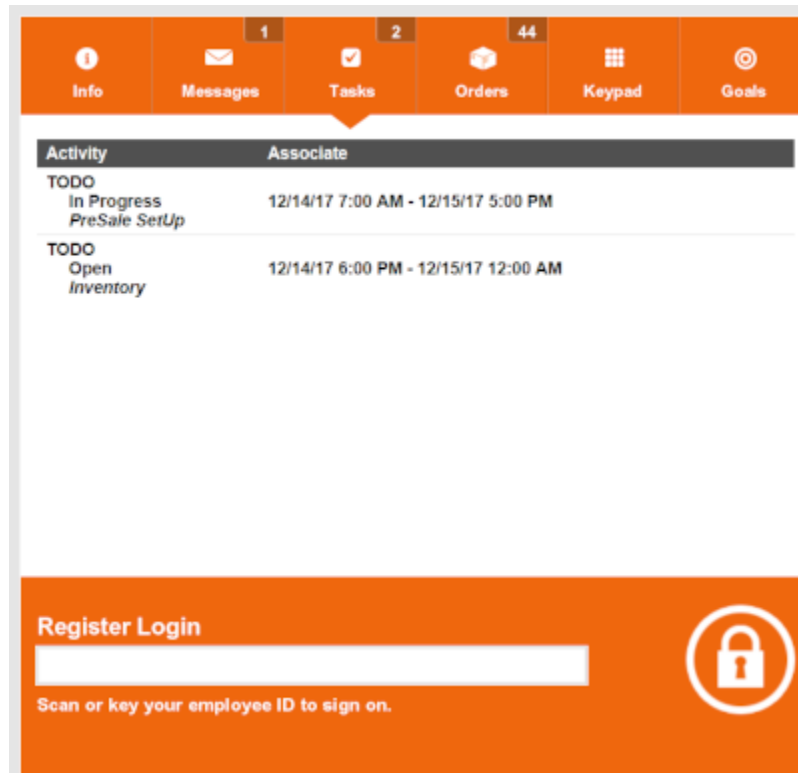 1 2 44
Info Messages Tasks Orders Keypad Goals
Activity Associate
TODO
In Progress 12/14/17 7:00 AM - 12/15/17 5:00 PM
PreSale SetUp
TODO
Open 12/14/17 6:00 PM - 12/15/17 12:00 AM
Inventory
Register Login
Scan or key your employee ID to sign on.